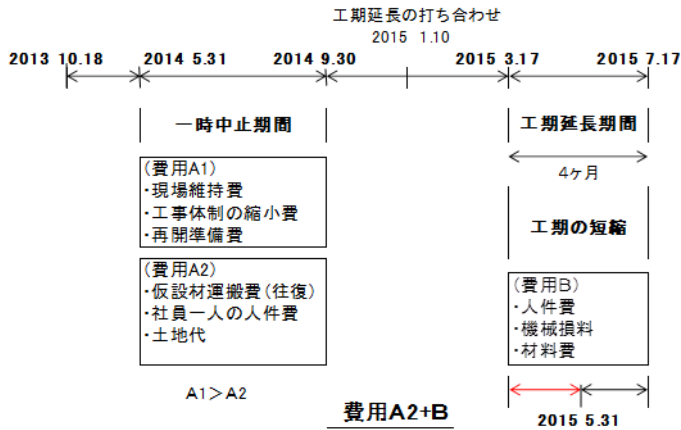 工期延長の打ち合わせ
2015 1.10
2013 10.18 2014 5.31 2014 9.30 2015 3.17 2015 7.17
一時中止期間 工期延長期間
4ヶ月
(費用A1)
・現場維持費
・工事体制の縮小費
・再開準備費
工期の短縮
(費用A2)
・仮設材運搬費(往復)
・社員一人の人件費
・土地代
(費用B)
・人件費
・機械損料
・材料費
A1>A2
費用A2+B
2015 5.31